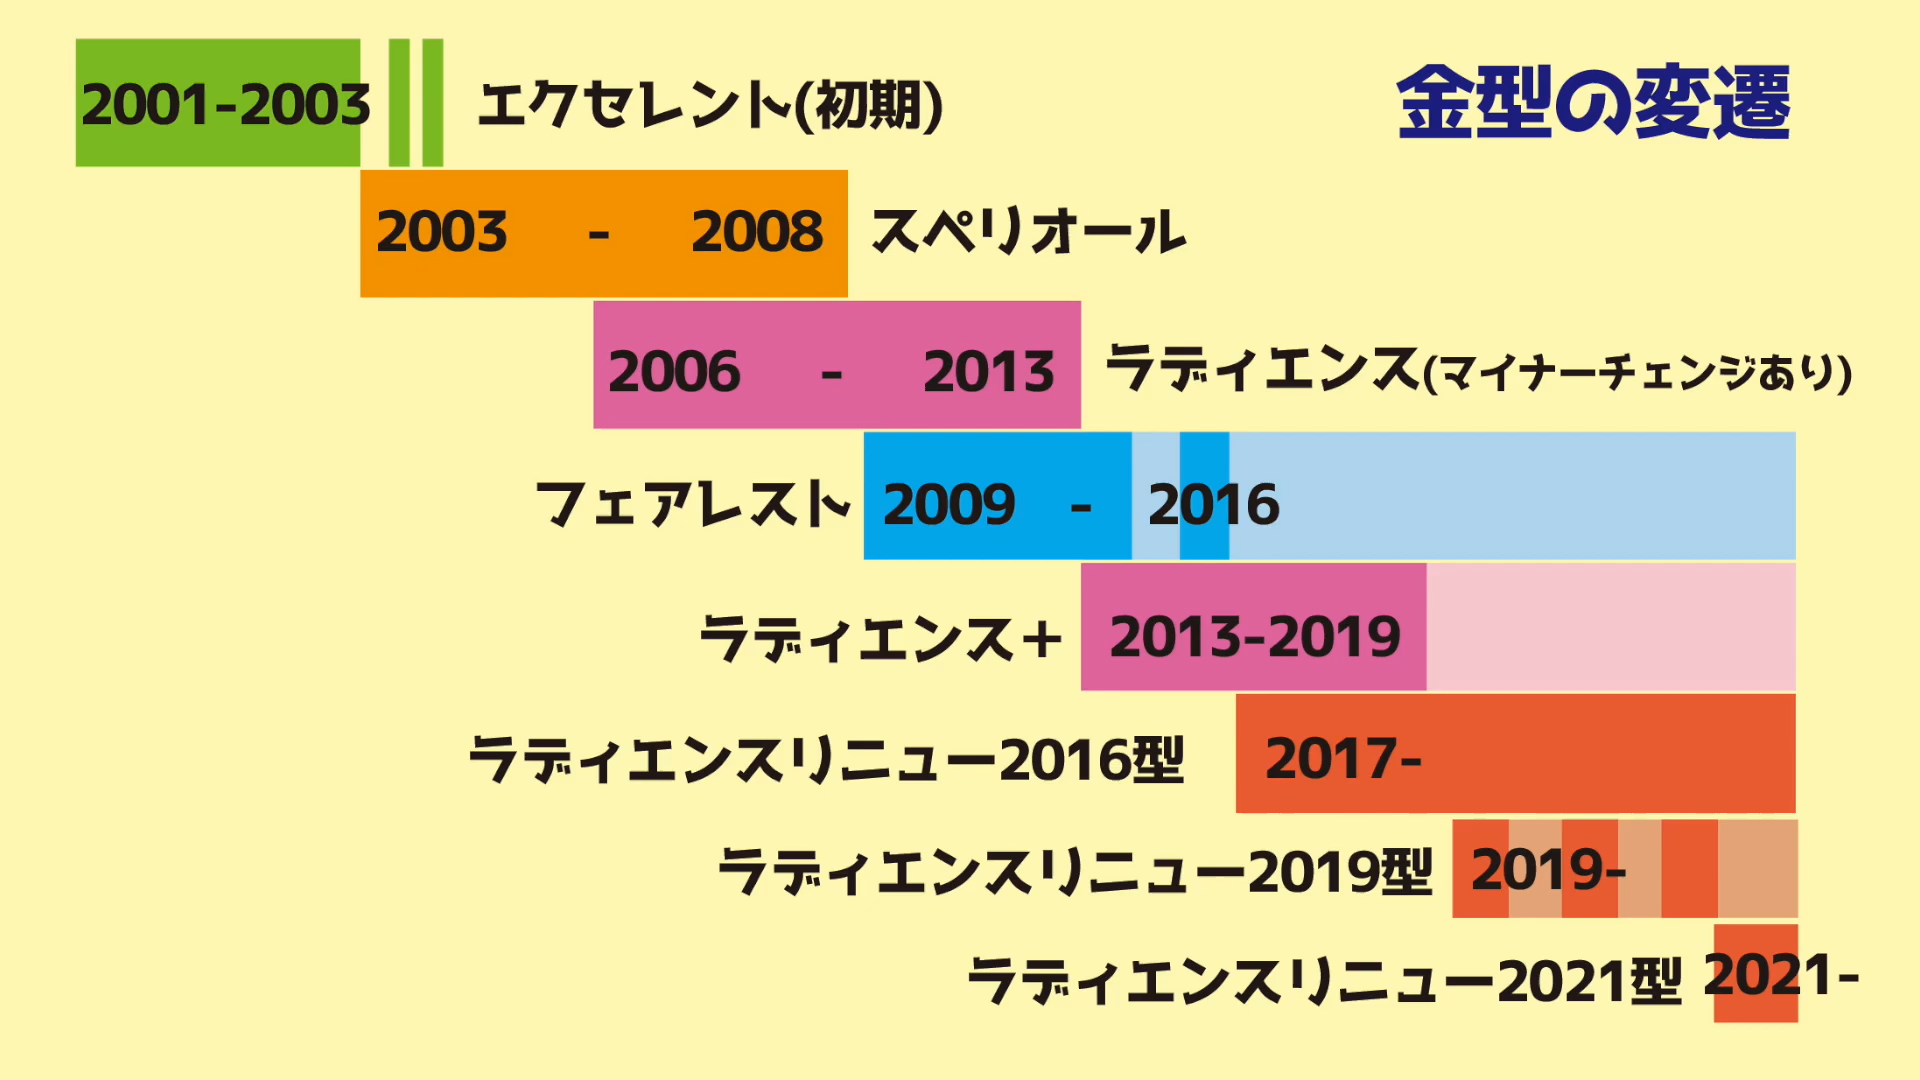 金型の変遷
2001-2003 エクセレント(初期)
2003 - 2008 スペリオール
2006 - 2013 ラディエンス(マイナーチェンジあり)
フェアレスト 2009 - 2016
ラディエンス＋ 2013-2019
ラディエンスリニュー2016型 2017-
ラディエンスリニュー2019型 2019-
ラディエンスリニュー2021型 2021-